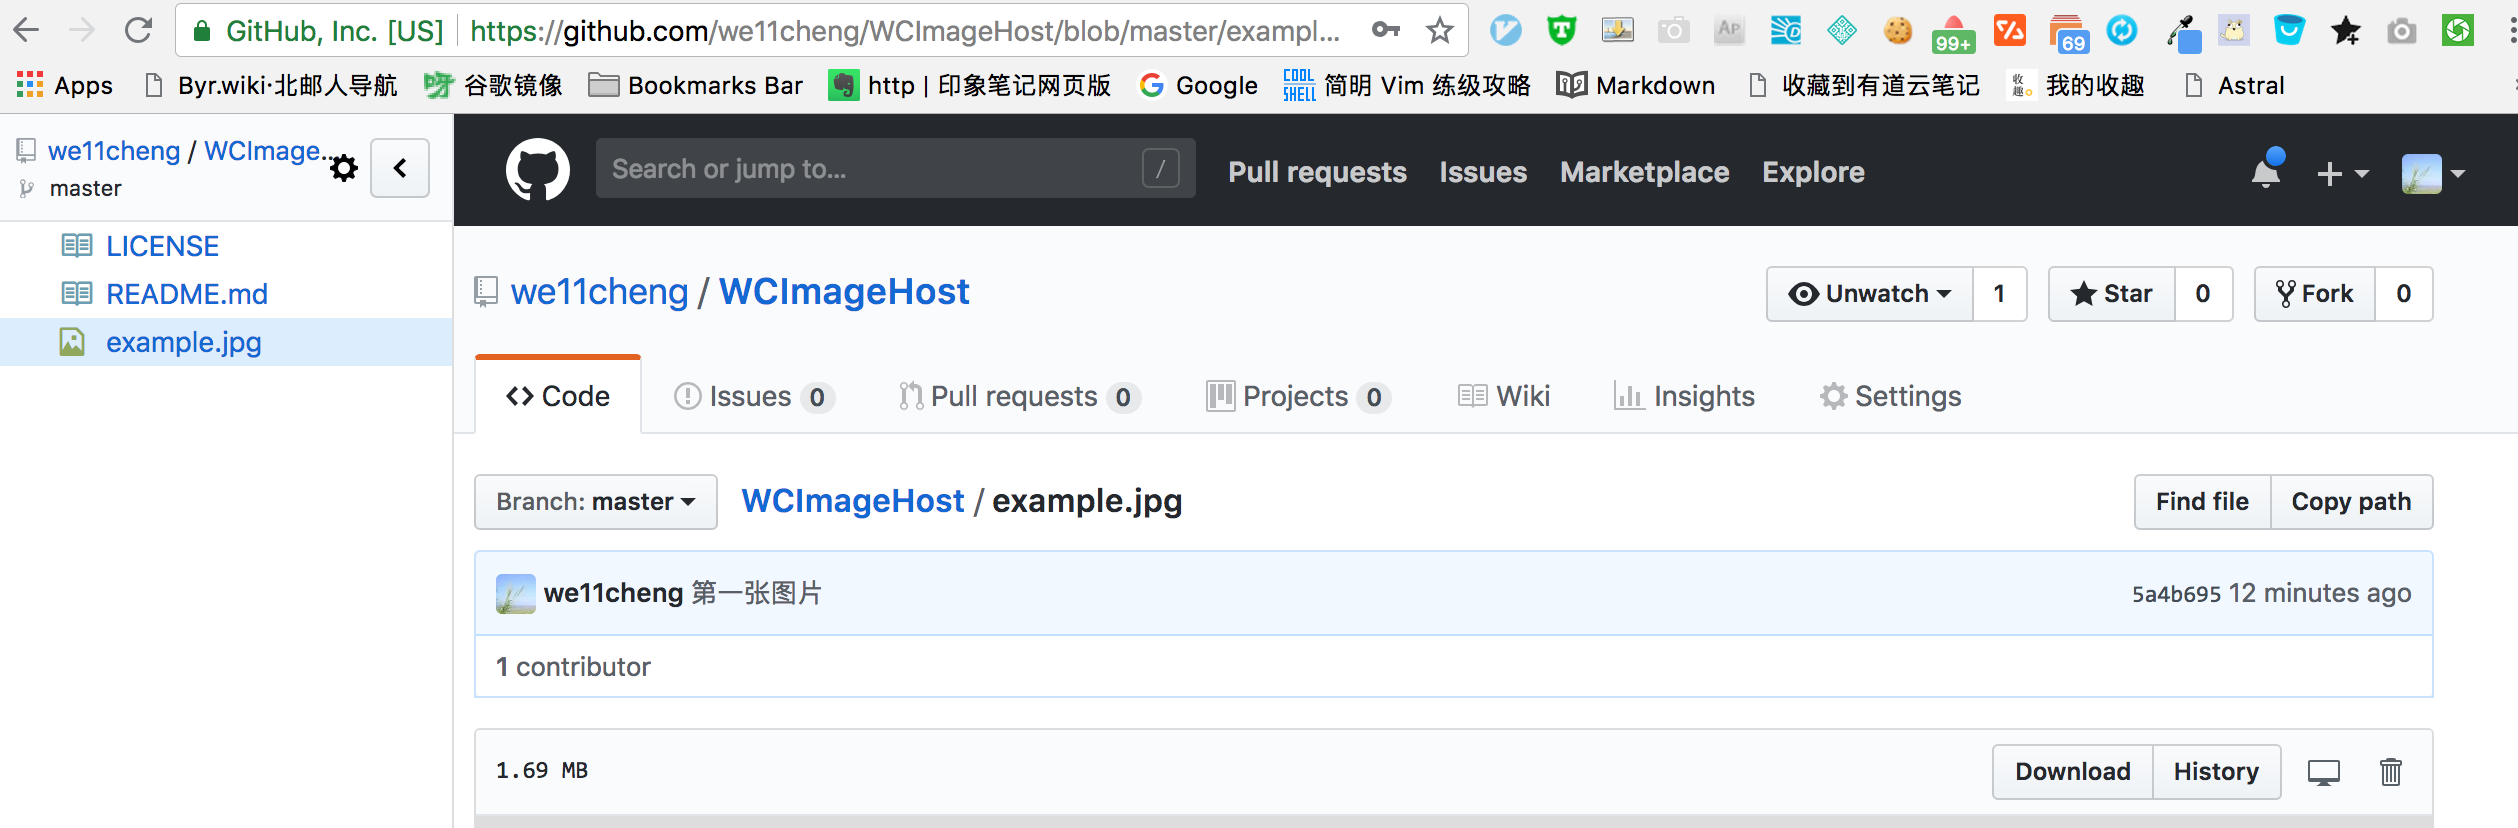 GitHub, Inc. [US] https://github.com/we11cheng/WCImageHost/blob/master/exampl...
AP 99+ 69
Apps Byr.wiki·北邮人导航 谷歌镜像 Bookmarks Bar http | 印象笔记网页版 Google COOL SHELL 简明 Vim 练级攻略 Markdown 收藏到有道云笔记 收趣。 我的收趣 Astral
we11cheng / WCImage...
master
LICENSE
README.md
example.jpg
Search or jump to... / Pull requests Issues Marketplace Explore
we11cheng / WCImageHost Unwatch 1 Star 0 Fork 0
Code Issues 0 Pull requests 0 Projects 0 Wiki Insights Settings
Branch: master WCImageHost / example.jpg Find file Copy path
we11cheng 第一张图片 5a4b695 12 minutes ago
1 contributor
1.69 MB Download History